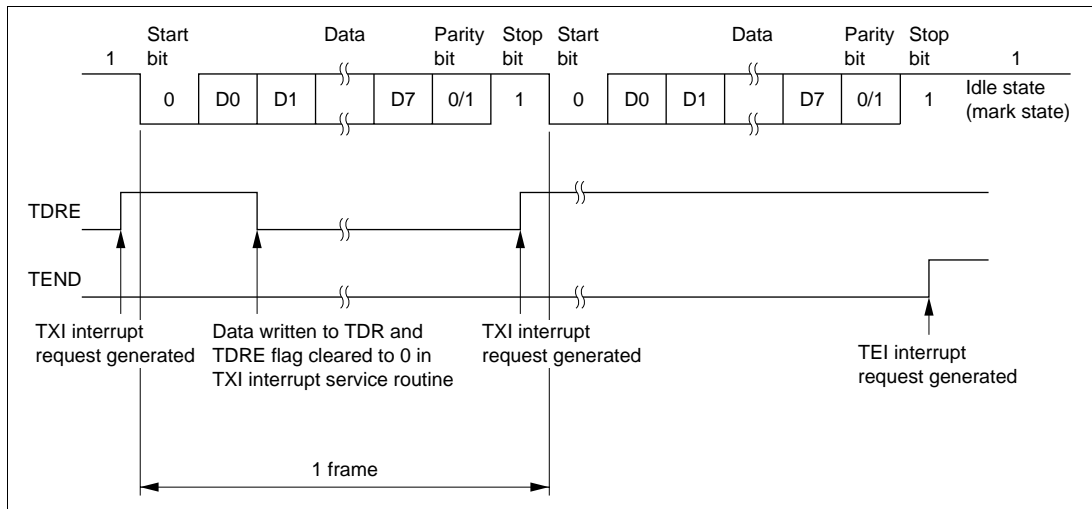 1
Start bit
Data
Parity bit
Stop bit
Start bit
Data
Parity bit
Stop bit
1
0
D0
D1
D7
0/1
1
0
D0
D1
D7
0/1
1
Idle state
(mark state)
TDRE
TEND
TXI interrupt
request generated
Data written to TDR and
TDRE flag cleared to 0 in
TXI interrupt service routine
TXI interrupt
request generated
TEI interrupt
request generated
1 frame